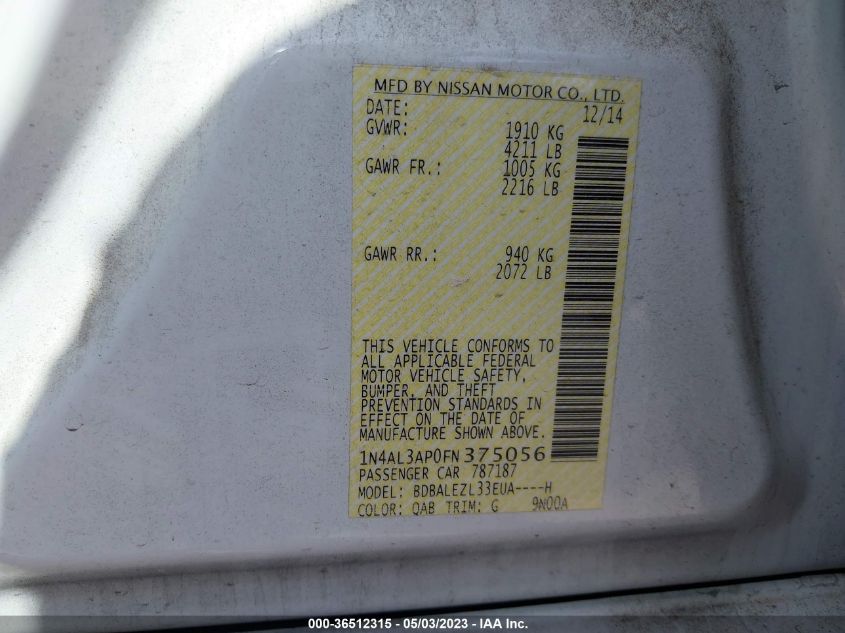 MFD BY NISSAN MOTOR CO., LTD.
DATE: 12/14
GVWR: 1910 KG
4211 LB
GAWR FR.: 1005 KG
2216 LB
GAWR RR.: 940 KG
2072 LB
THIS VEHICLE CONFORMS TO
ALL APPLICABLE FEDERAL
MOTOR VEHICLE SAFETY,
BUMPER, AND THEFT
PREVENTION STANDARDS IN
EFFECT ON THE DATE OF
MANUFACTURE SHOWN ABOVE.
1N4AL3AP0FN375056
PASSENGER CAR 787187
MODEL: BDBALEZL33EUA----H
COLOR: QAB TRIM: G 9N00A
000-36512315 - 05/03/2023 - IAA Inc.